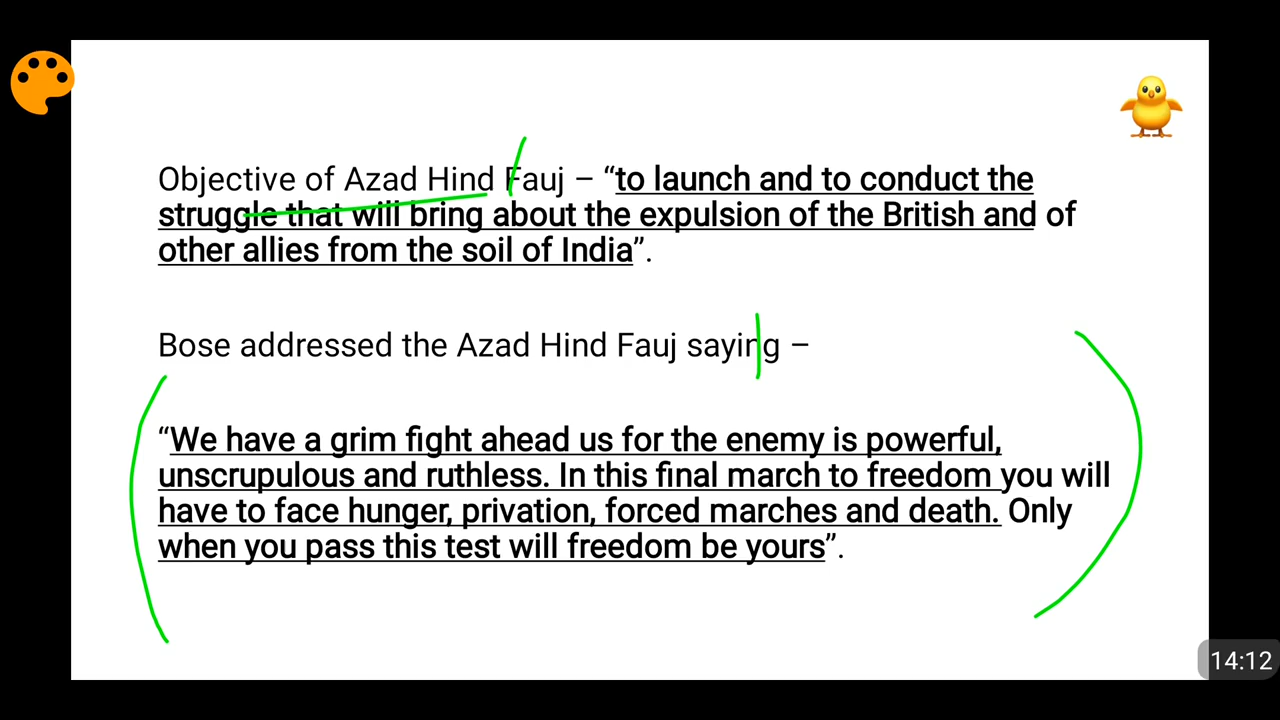 Objective of Azad Hind Fauj – “to launch and to conduct the
struggle that will bring about the expulsion of the British and of
other allies from the soil of India”.
Bose addressed the Azad Hind Fauj saying –
“We have a grim fight ahead us for the enemy is powerful,
unscrupulous and ruthless. In this final march to freedom you will
have to face hunger, privation, forced marches and death. Only
when you pass this test will freedom be yours”.
14:12